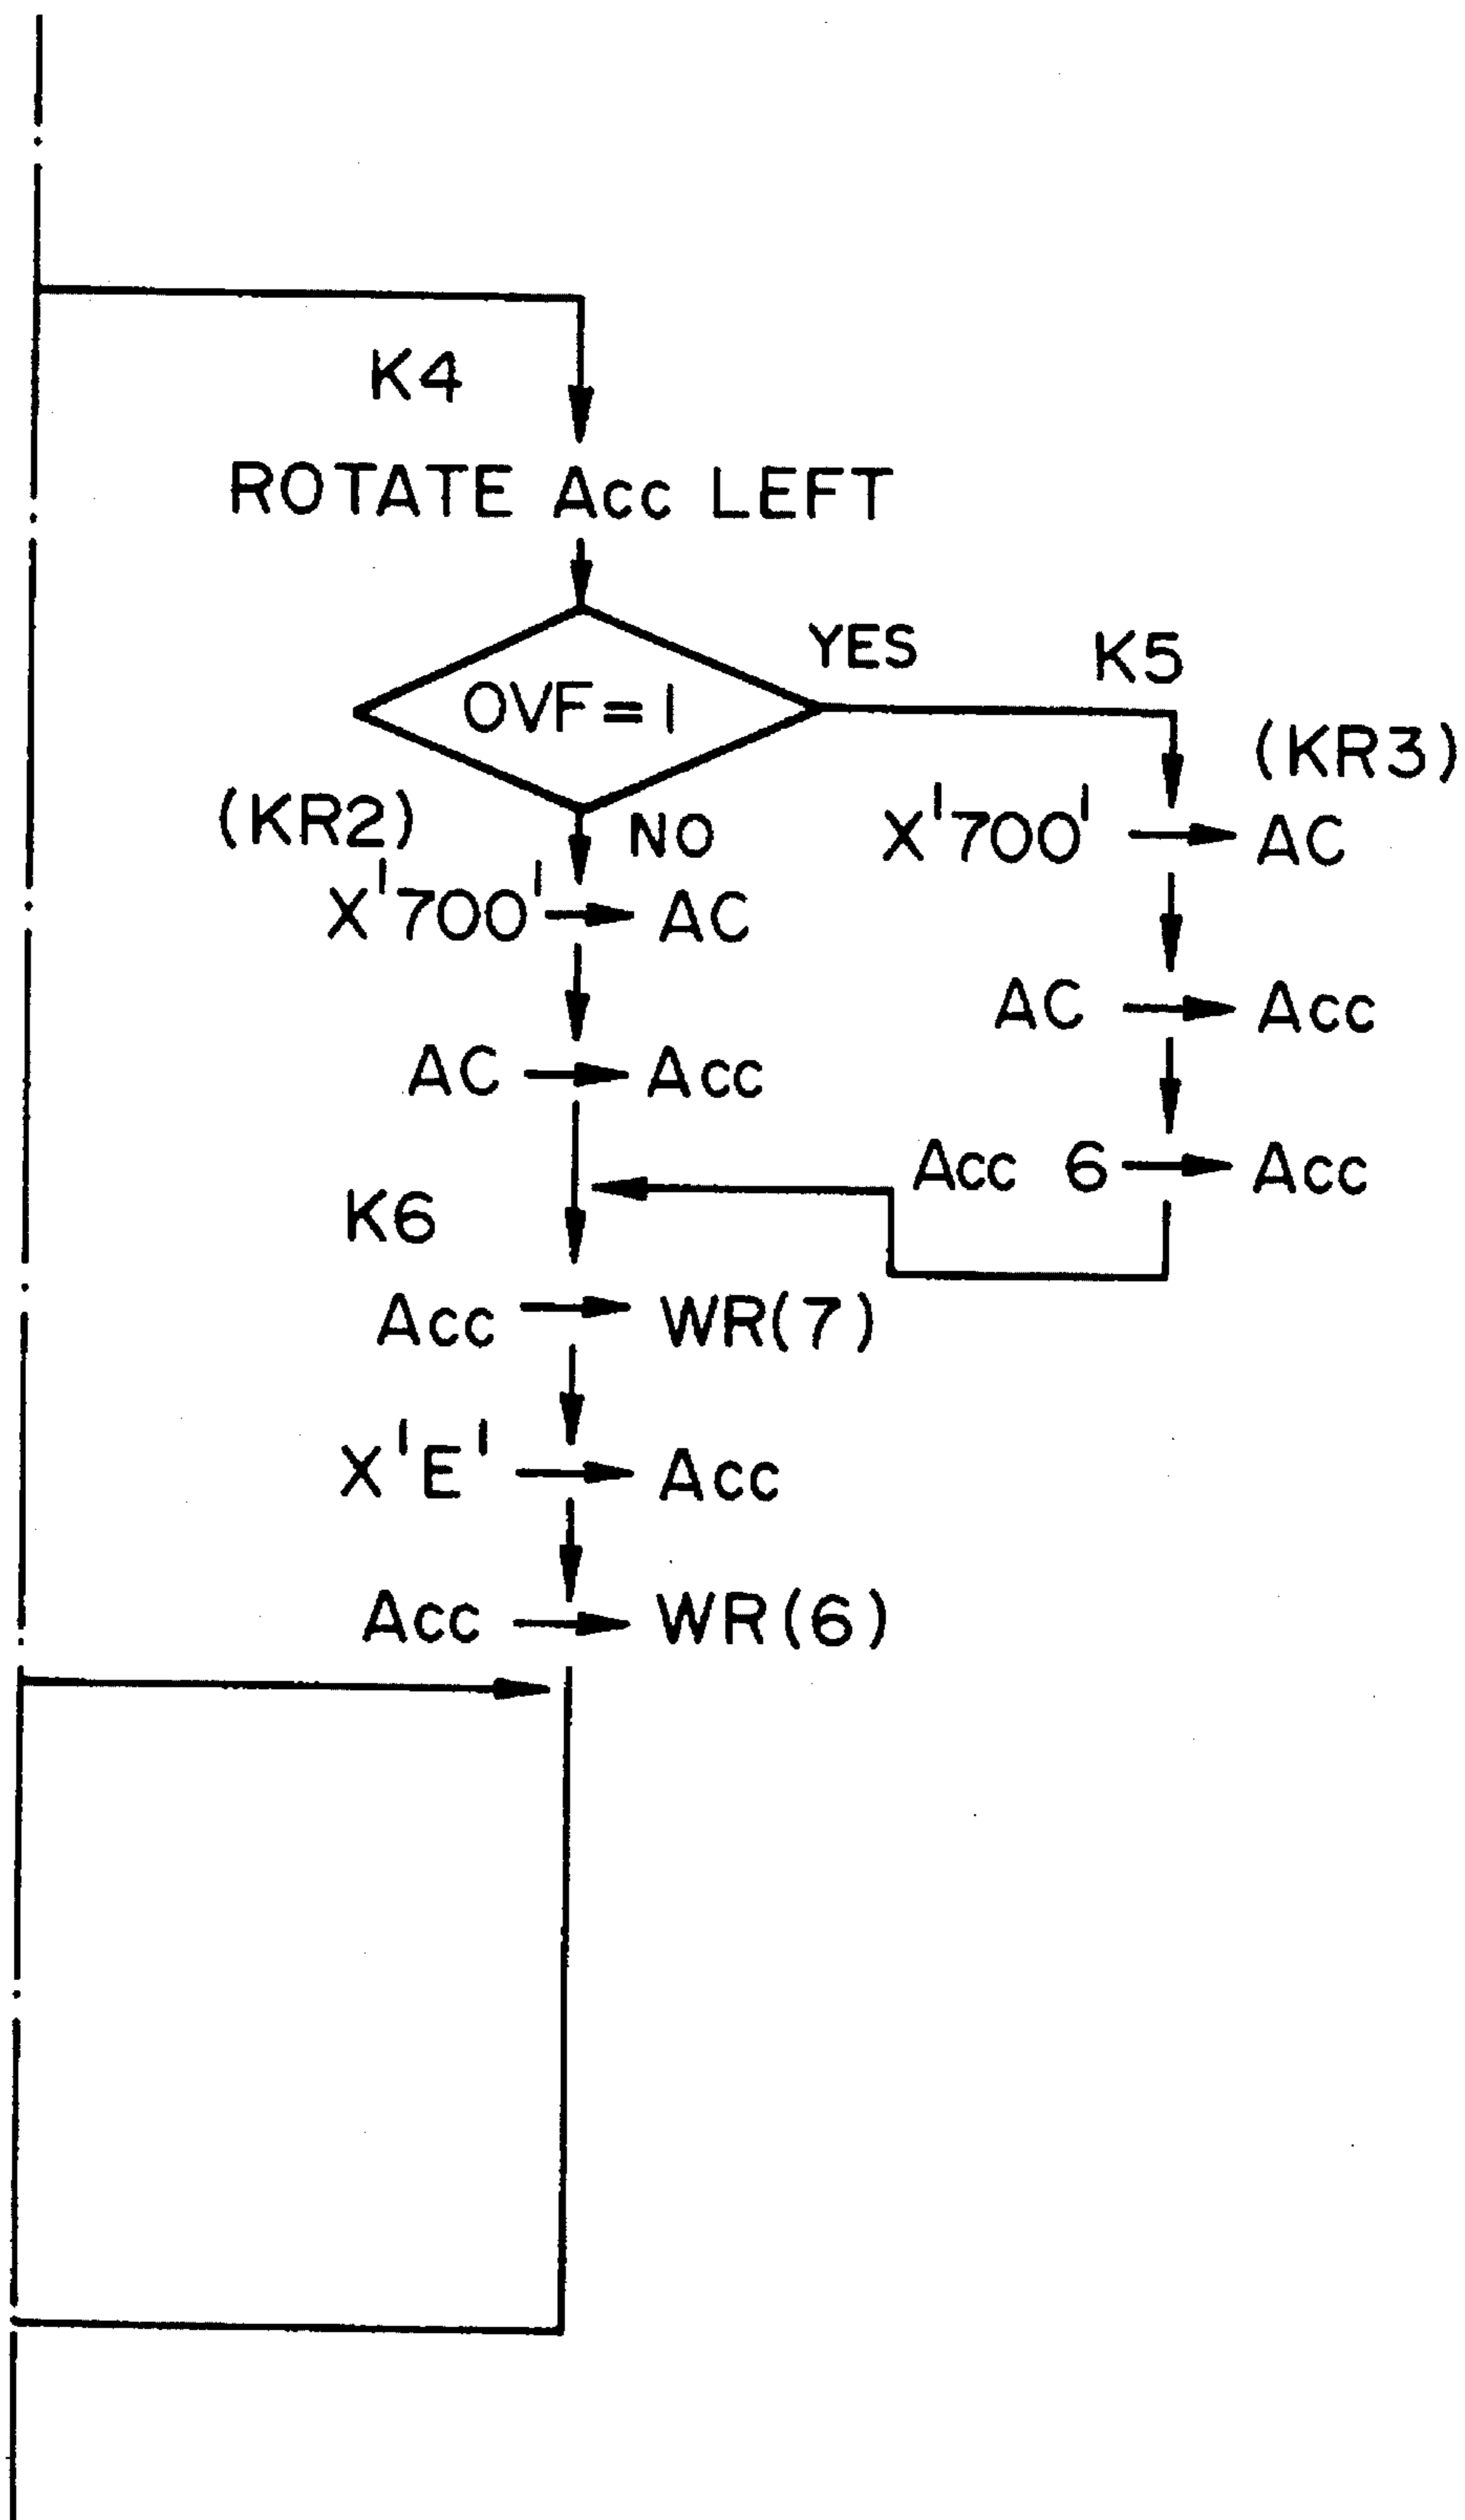 K4
ROTATE Acc LEFT
OVF=1
YES
K5
(KR3)
X'700' → AC
AC → Acc
Acc 6 → Acc
(KR2)
NO
X'700' → AC
AC → Acc
K6
Acc → WR(7)
X'E' → Acc
Acc → WR(6)